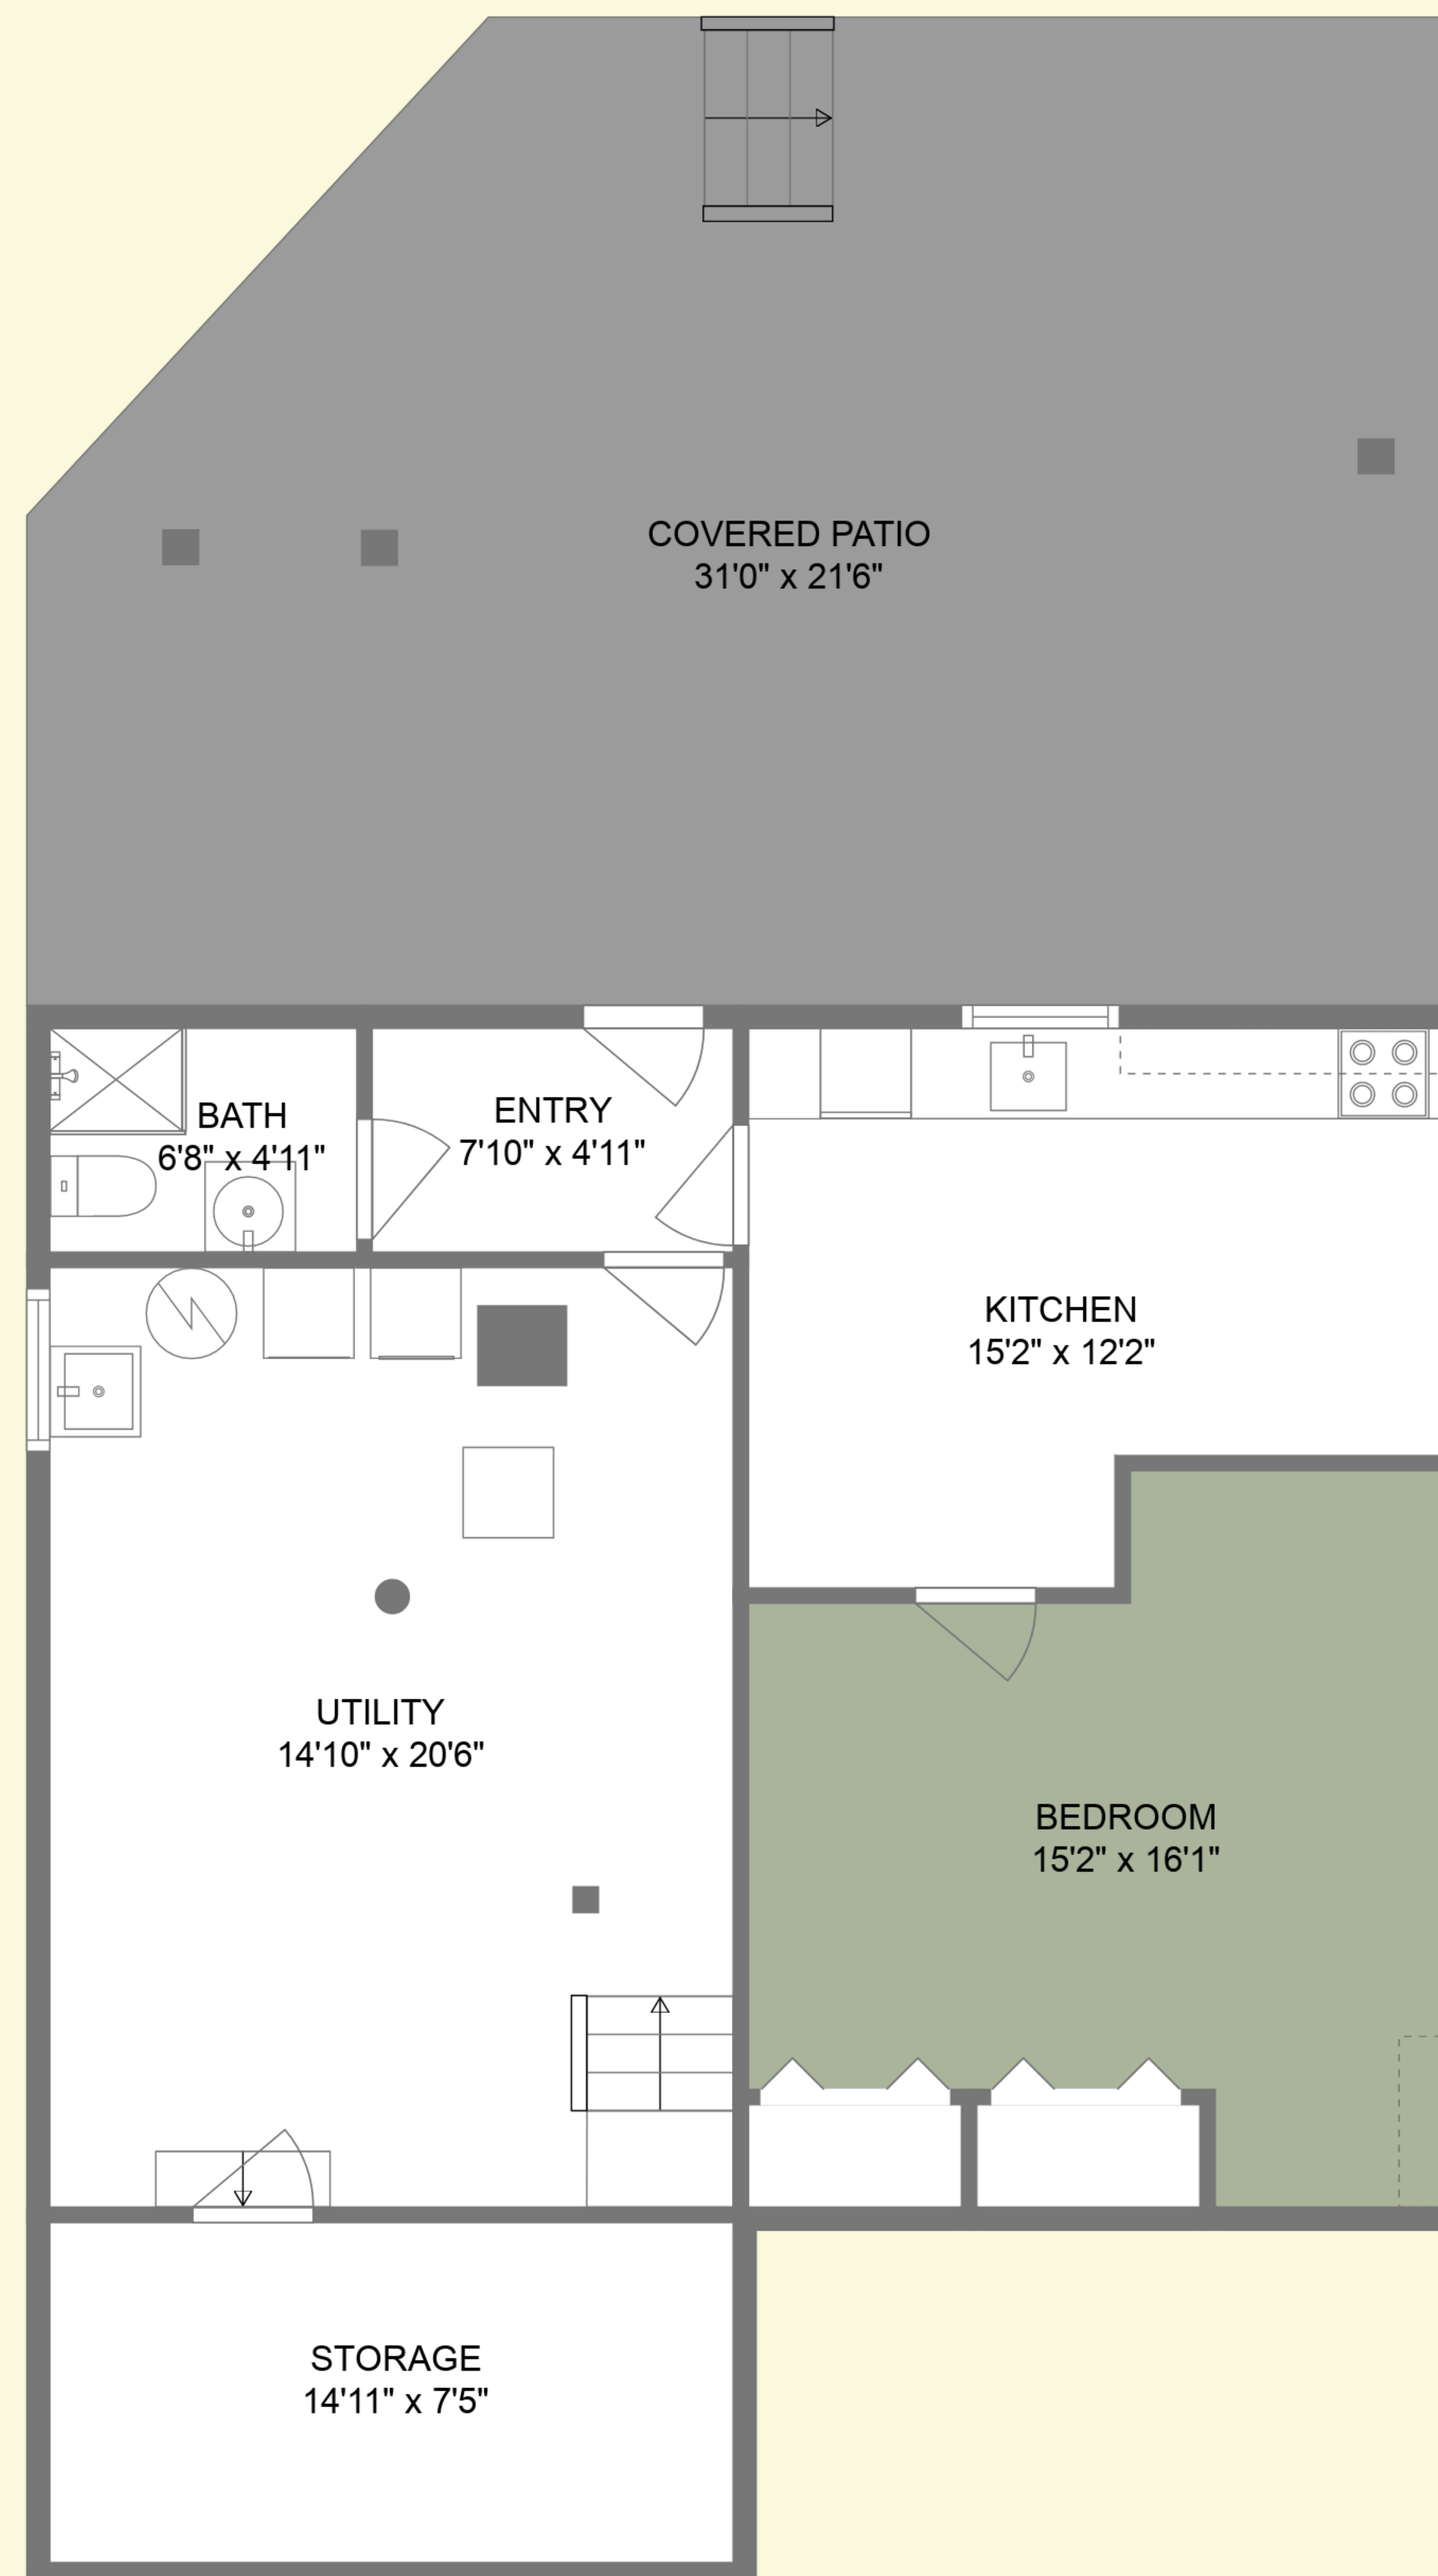 COVERED PATIO
31'0" x 21'6"
BATH
6'8" x 4'11"
ENTRY
7'10" x 4'11"
KITCHEN
15'2" x 12'2"
UTILITY
14'10" x 20'6"
BEDROOM
15'2" x 16'1"
STORAGE
14'11" x 7'5"